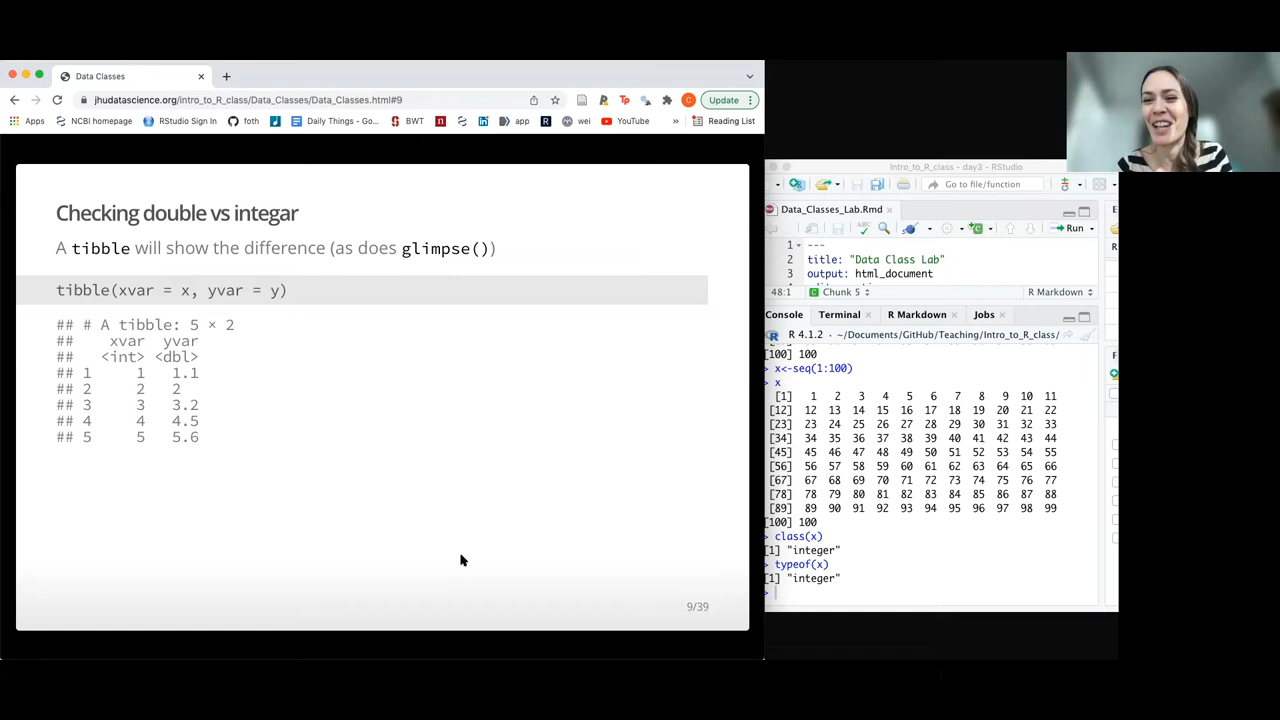 Data Classes
jhudatascience.org/intro_to_R_class/Data_Classes/Data_Classes.html#9
Update
Apps NCBI homepage RStudio Sign In foth Daily Things - Go... BWT app wei YouTube » Reading List
Checking double vs integar
A tibble will show the difference (as does glimpse())
tibble(xvar = x, yvar = y)
## # A tibble: 5 × 2
## xvar yvar
## <int> <dbl>
## 1 1 1.1
## 2 2 2
## 3 3 3.2
## 4 4 4.5
## 5 5 5.6
9/39
Intro_to_R_class - day3 - RStudio
Go to file/function
Data_Classes_Lab.Rmd
Run
1 ---
2 title: "Data Class Lab"
3 output: html_document
48:1 Chunk 5 R Markdown
Console Terminal R Markdown Jobs
R 4.1.2 · ~/Documents/GitHub/Teaching/Intro_to_R_class/
[100] 100
> x<-seq(1:100)
> x
[1] 1 2 3 4 5 6 7 8 9 10 11
[12] 12 13 14 15 16 17 18 19 20 21 22
[23] 23 24 25 26 27 28 29 30 31 32 33
[34] 34 35 36 37 38 39 40 41 42 43 44
[45] 45 46 47 48 49 50 51 52 53 54 55
[56] 56 57 58 59 60 61 62 63 64 65 66
[67] 67 68 69 70 71 72 73 74 75 76 77
[78] 78 79 80 81 82 83 84 85 86 87 88
[89] 89 90 91 92 93 94 95 96 97 98 99
[100] 100
> class(x)
[1] "integer"
> typeof(x)
[1] "integer"
>